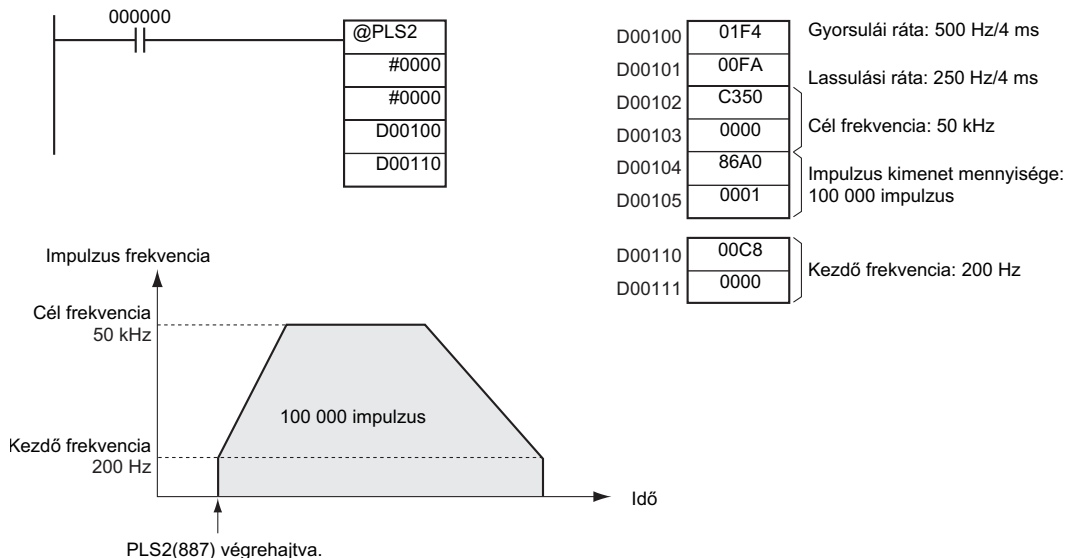 000000
@PLS2
#0000
#0000
D00100
D00110
D00100 01F4 Gyorsulái ráta: 500 Hz/4 ms
D00101 00FA Lassulási ráta: 250 Hz/4 ms
D00102 C350
D00103 0000
Cél frekvencia: 50 kHz
D00104 86A0
D00105 0001
Impulzus kimenet mennyisége:
100 000 impulzus
D00110 00C8
D00111 0000
Kezdő frekvencia: 200 Hz
Impulzus frekvencia
Cél frekvencia
50 kHz
100 000 impulzus
Kezdő frekvencia
200 Hz
Idő
PLS2(887) végrehajtva.